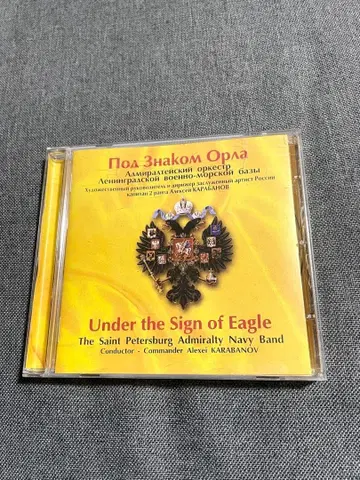 Под Знаком Орла
Адмиралтейский оркестр
Ленинградской военно-морской базы
Художественный руководитель и дирижер заслуженный артист России
капитан 2 ранга Алексей КАРАБАНОВ
Under the Sign of Eagle
The Saint Petersburg Admiralty Navy Band
Conductor - Commander Alexei KARABANOV